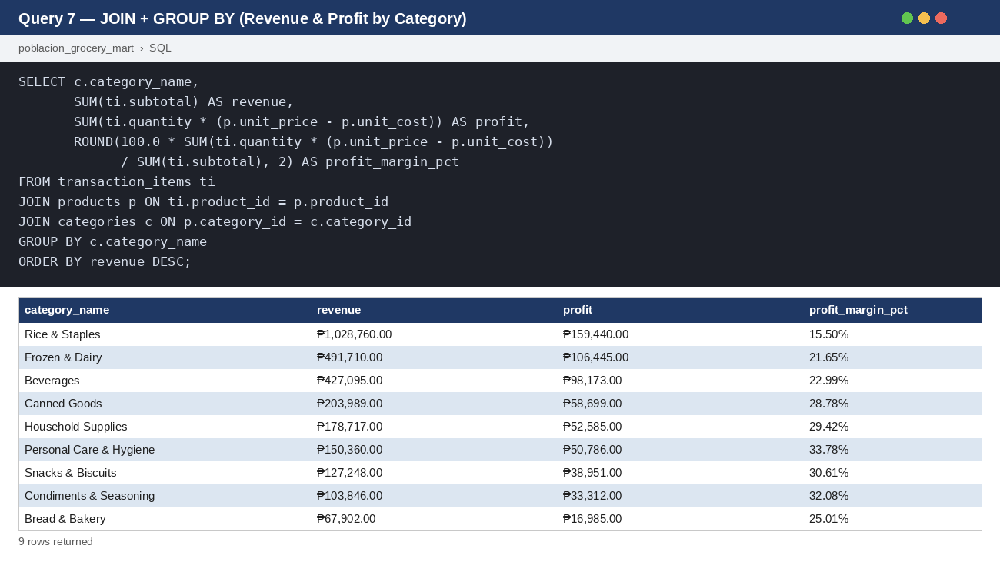 Query 7 — JOIN + GROUP BY (Revenue & Profit by Category)
poblacion_grocery_mart › SQL
SELECT c.category_name,
       SUM(ti.subtotal) AS revenue,
       SUM(ti.quantity * (p.unit_price - p.unit_cost)) AS profit,
       ROUND(100.0 * SUM(ti.quantity * (p.unit_price - p.unit_cost))
             / SUM(ti.subtotal), 2) AS profit_margin_pct
FROM transaction_items ti
JOIN products p ON ti.product_id = p.product_id
JOIN categories c ON p.category_id = c.category_id
GROUP BY c.category_name
ORDER BY revenue DESC;
category_name revenue profit profit_margin_pct
Rice & Staples ₱1,028,760.00 ₱159,440.00 15.50%
Frozen & Dairy ₱491,710.00 ₱106,445.00 21.65%
Beverages ₱427,095.00 ₱98,173.00 22.99%
Canned Goods ₱203,989.00 ₱58,699.00 28.78%
Household Supplies ₱178,717.00 ₱52,585.00 29.42%
Personal Care & Hygiene ₱150,360.00 ₱50,786.00 33.78%
Snacks & Biscuits ₱127,248.00 ₱38,951.00 30.61%
Condiments & Seasoning ₱103,846.00 ₱33,312.00 32.08%
Bread & Bakery ₱67,902.00 ₱16,985.00 25.01%
9 rows returned